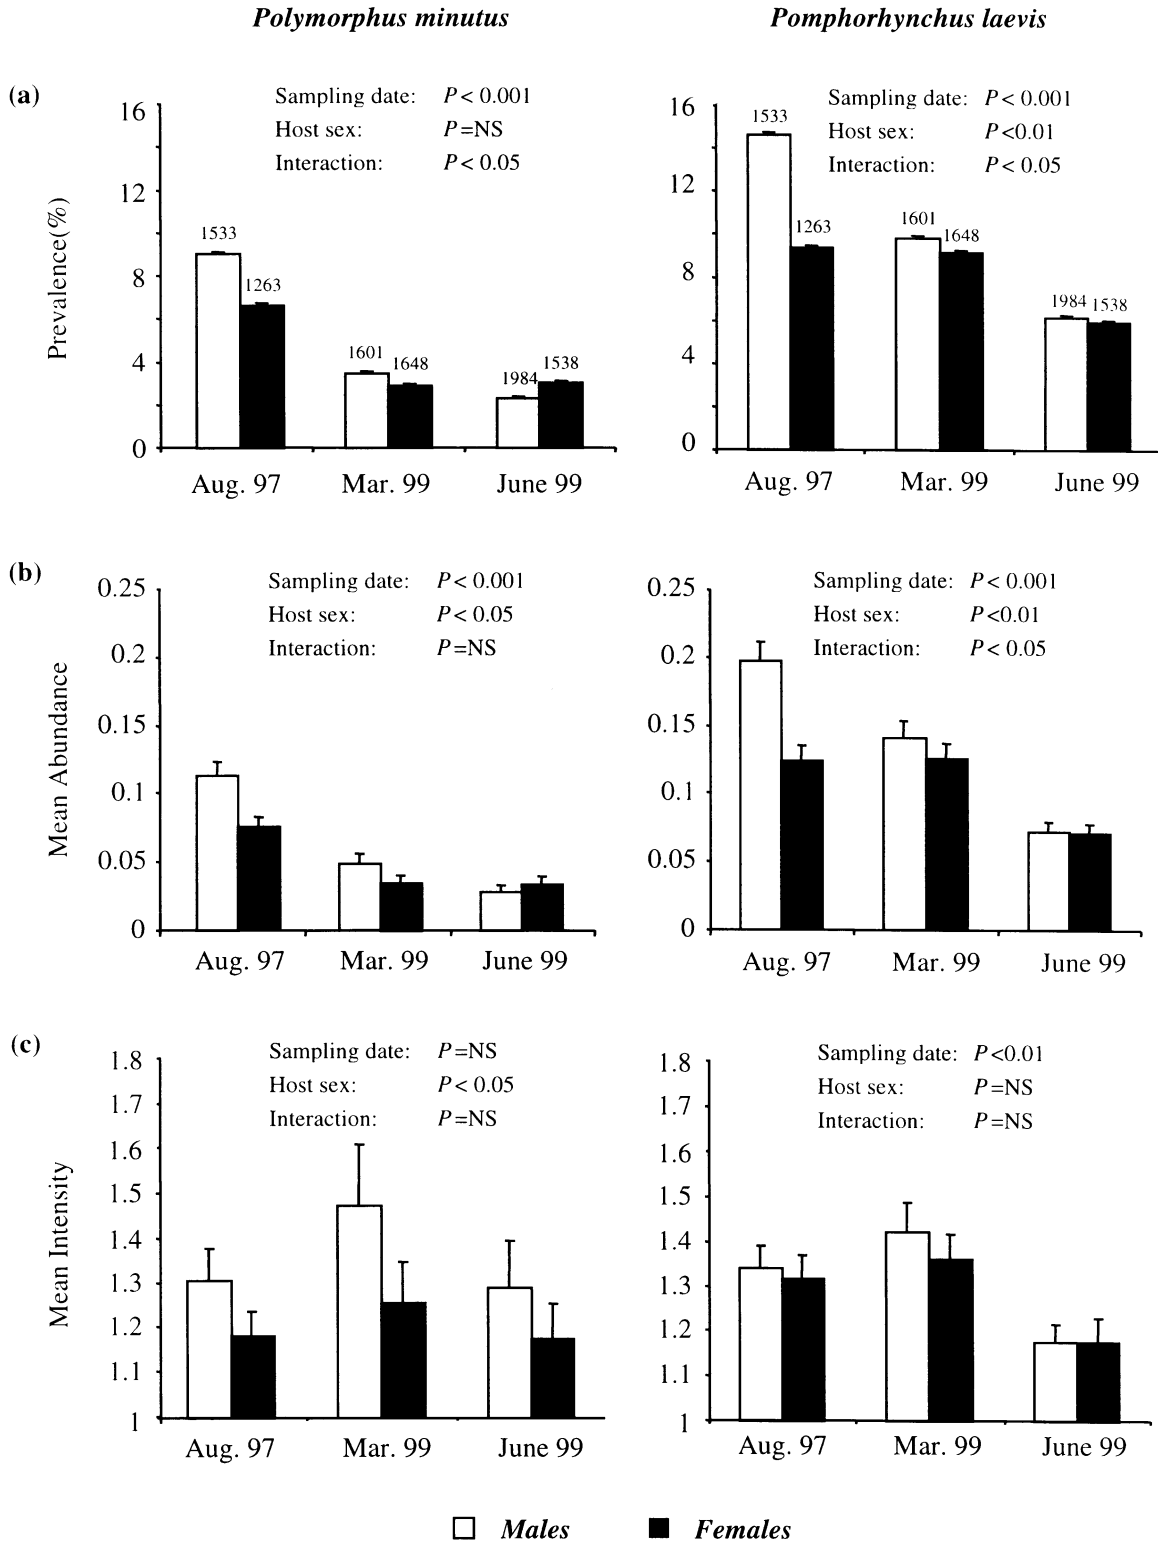 Polymorphus minutus
Pomphorhynchus laevis
(a)
Prevalence(%)
16
12
8
4
0
Sampling date: P< 0.001
Host sex: P=NS
Interaction: P< 0.05
1533
1263
1601
1648
1984
1538
Aug. 97 Mar. 99 June 99
16
12
8
4
0
Sampling date: P< 0.001
Host sex: P<0.01
Interaction: P< 0.05
1533
1263
1601
1648
1984 1538
Aug. 97 Mar. 99 June 99
(b)
Mean Abundance
0.25
0.2
0.15
0.1
0.05
0
Sampling date: P< 0.001
Host sex: P< 0.05
Interaction: P=NS
Aug. 97 Mar. 99 June 99
0.25
0.2
0.15
0.1
0.05
0
Sampling date: P< 0.001
Host sex: P<0.01
Interaction: P< 0.05
Aug. 97 Mar. 99 June 99
(c)
Mean Intensity
1.8
1.7
1.6
1.5
1.4
1.3
1.2
1.1
1
Sampling date: P=NS
Host sex: P< 0.05
Interaction: P=NS
Aug. 97 Mar. 99 June 99
1.8
1.7
1.6
1.5
1.4
1.3
1.2
1.1
1
Sampling date: P<0.01
Host sex: P=NS
Interaction: P=NS
Aug. 97 Mar. 99 June 99
Males Females